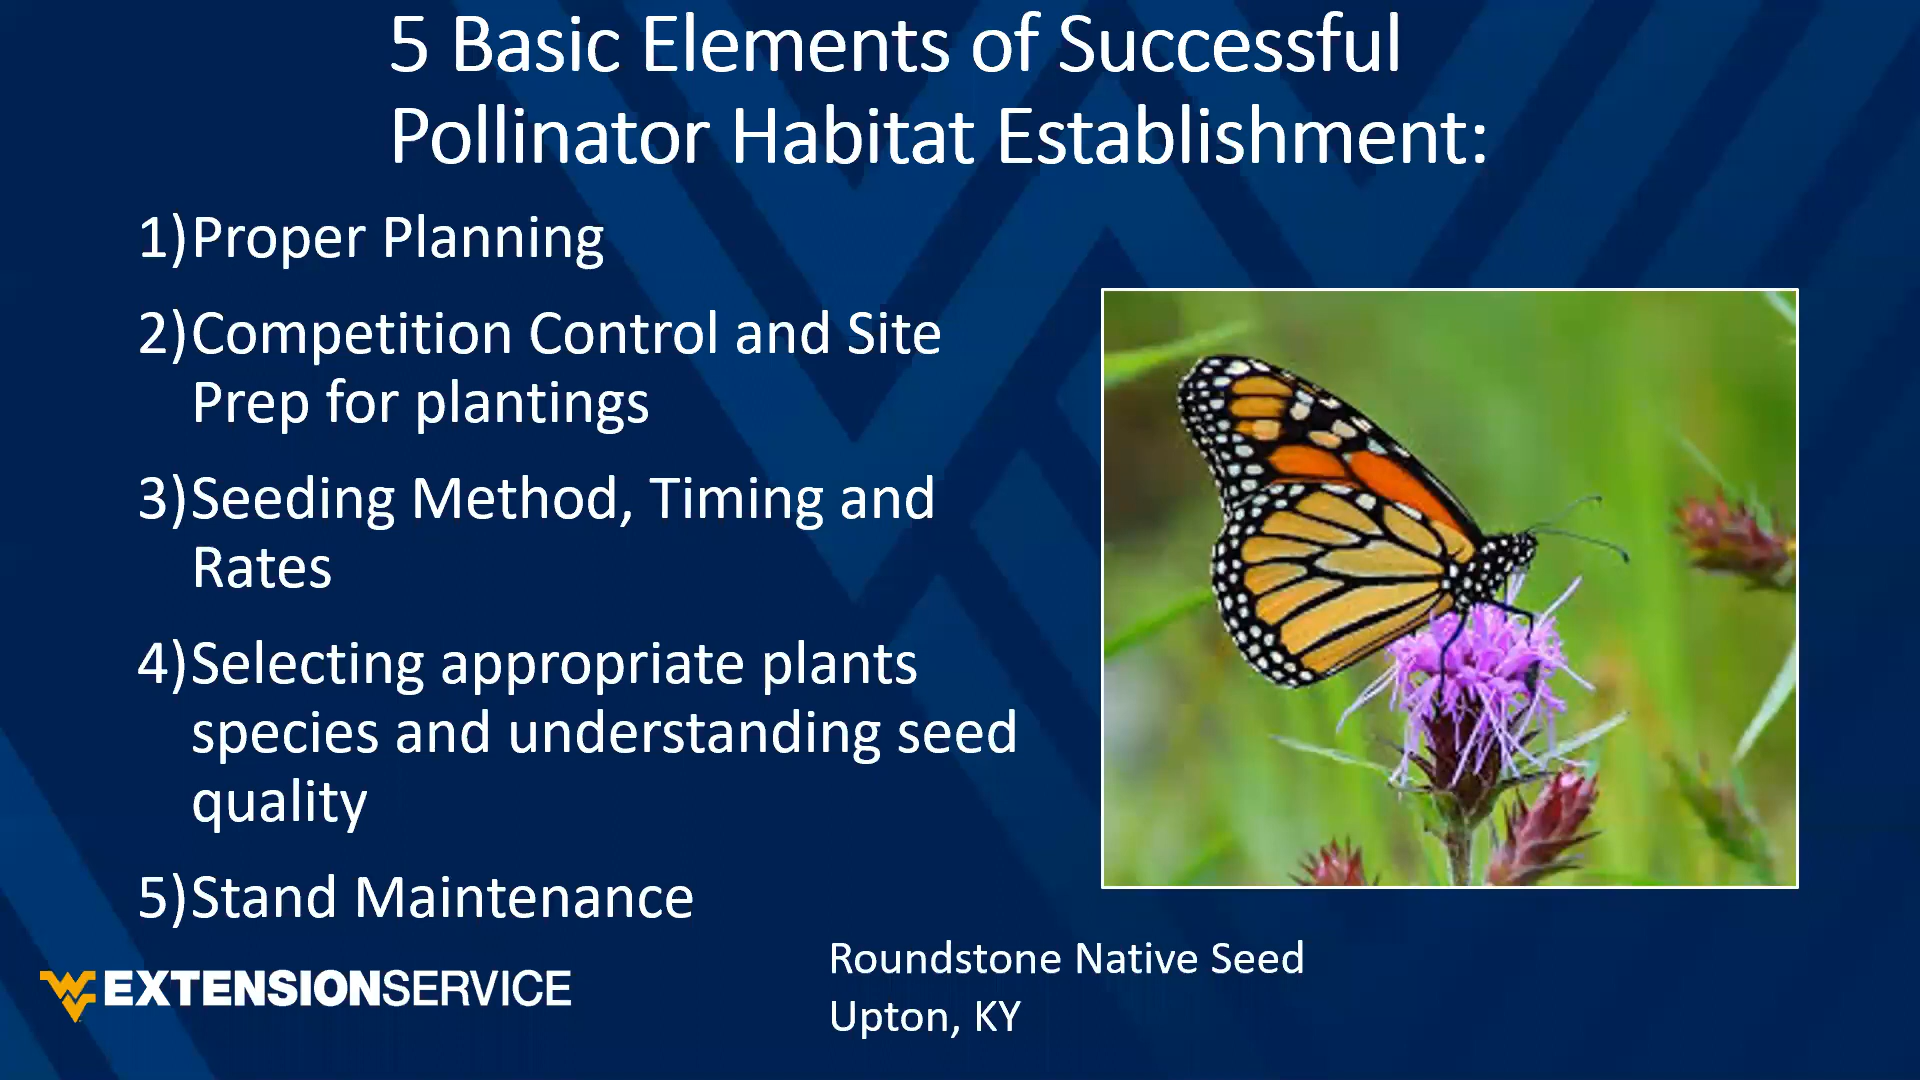 5 Basic Elements of Successful
Pollinator Habitat Establishment:
1)Proper Planning
2)Competition Control and Site
Prep for plantings
3)Seeding Method, Timing and
Rates
4)Selecting appropriate plants
species and understanding seed
quality
5)Stand Maintenance
Roundstone Native Seed
Upton, KY
WV EXTENSIONSERVICE